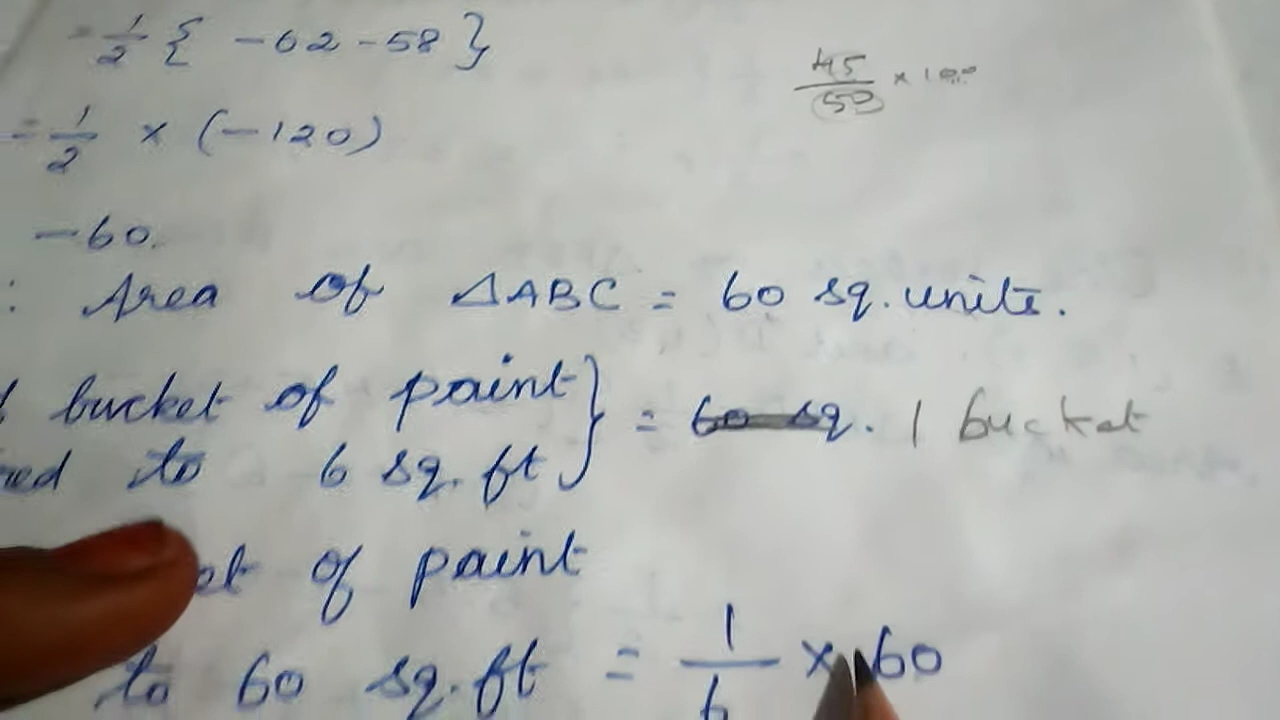 = 1/2 { -62 - 58 }
45/50 × 100
= 1/2 × (-120)
-60.
: Area of △ABC = 60 sq. units.
bucket of paint } = 60 sq. 1 bucket
to 6 sq. ft
of paint
to 60 sq. ft = 1/6 × 60